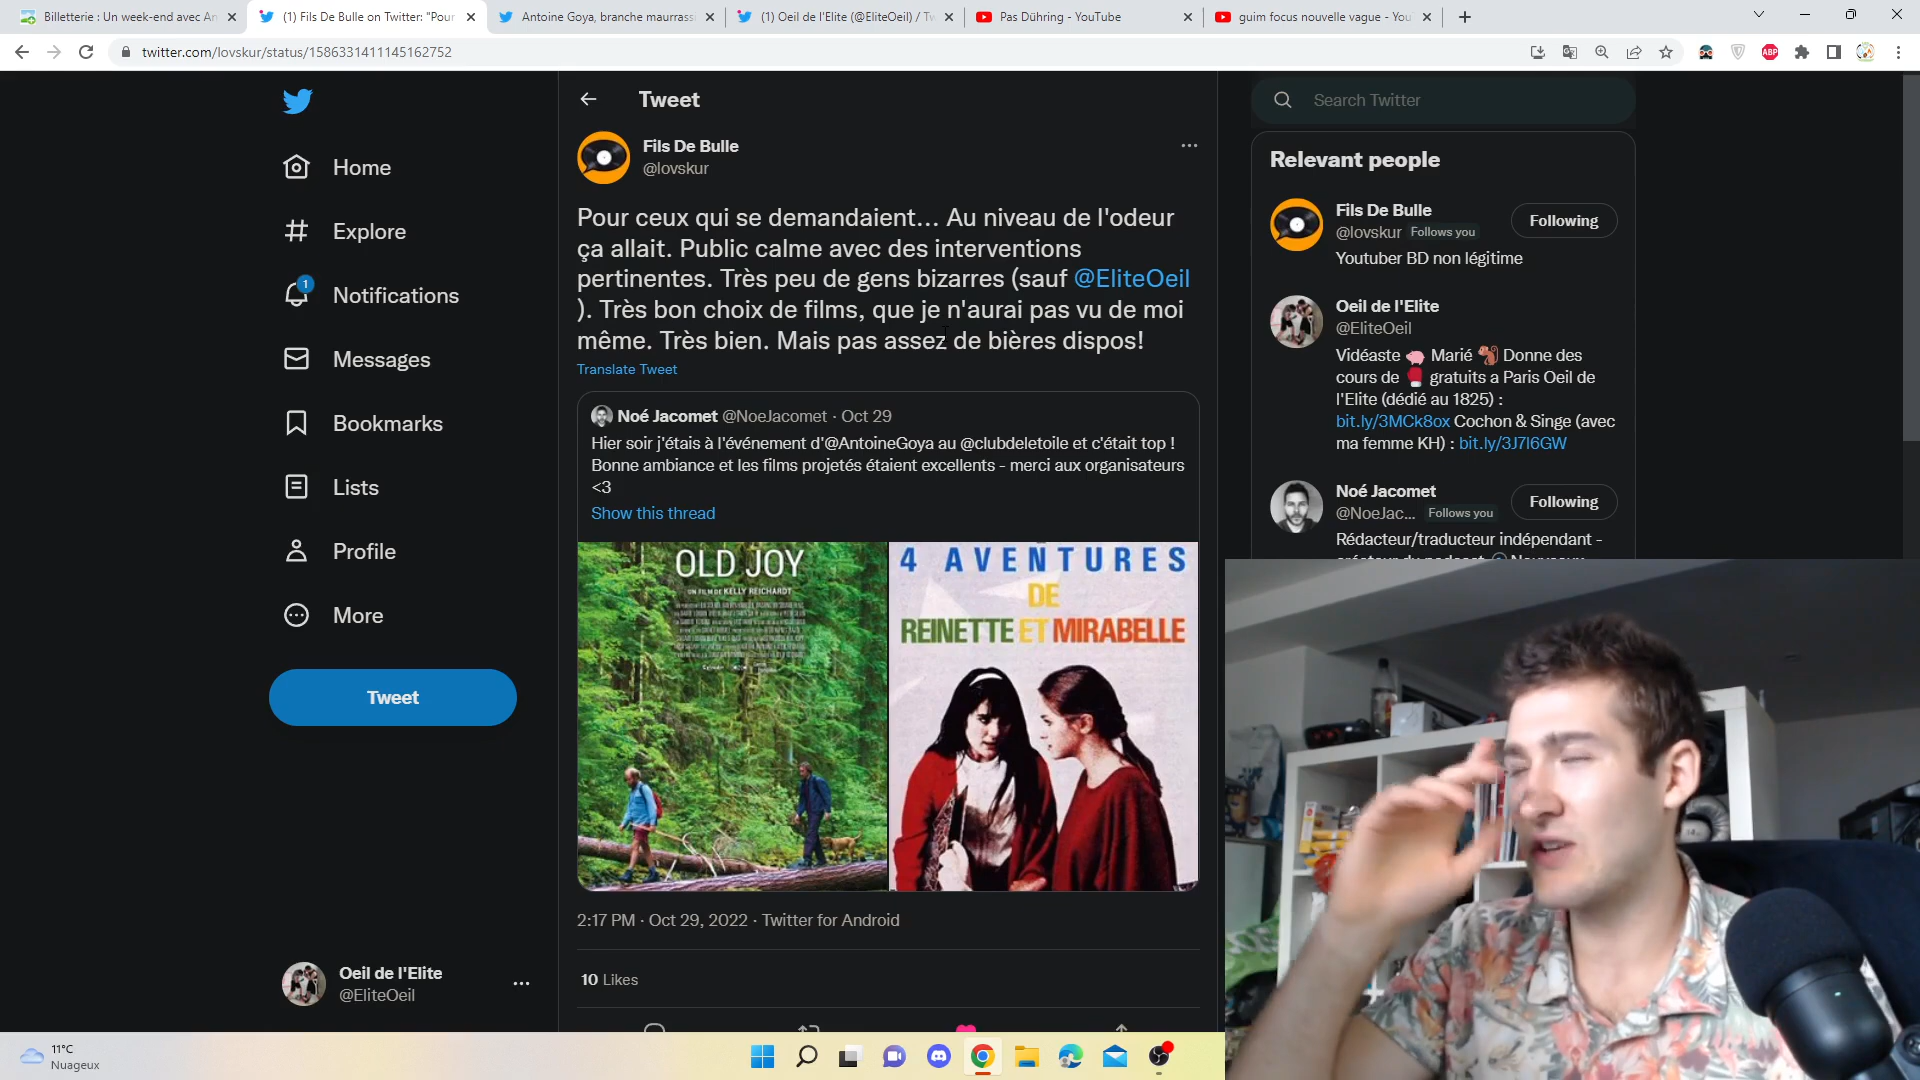 Billetterie : Un week-end avec An
(1) Fils De Bulle on Twitter: "Pour
Antoine Goya, branche maurrass
(1) Oeil de l'Elite (@EliteOeil) / Tw
Pas Dühring - YouTube
guim focus nouvelle vague - You
twitter.com/lovskur/status/1586331411145162752
ABP
Home
Explore
1
Notifications
Messages
Bookmarks
Lists
Profile
More
Tweet
Oeil de l'Elite
@EliteOeil
Tweet
Fils De Bulle
@lovskur
Pour ceux qui se demandaient... Au niveau de l'odeur
ça allait. Public calme avec des interventions
pertinentes. Très peu de gens bizarres (sauf @EliteOeil
). Très bon choix de films, que je n'aurai pas vu de moi
même. Très bien. Mais pas assez de bières dispos!
Translate Tweet
Noé Jacomet @NoeJacomet · Oct 29
Hier soir j'étais à l'événement d'@AntoineGoya au @clubdeletoile et c'était top !
Bonne ambiance et les films projetés étaient excellents - merci aux organisateurs
<3
Show this thread
OLD JOY
UN FILM DE KELLY REICHARDT
4 AVENTURES
DE
REINETTE ET MIRABELLE
2:17 PM · Oct 29, 2022 · Twitter for Android
10 Likes
Search Twitter
Relevant people
Fils De Bulle
@lovskur Follows you
Following
Youtuber BD non légitime
Oeil de l'Elite
@EliteOeil
Vidéaste Marié Donne des
cours de gratuits a Paris Oeil de
l'Elite (dédié au 1825) :
bit.ly/3MCk8ox Cochon & Singe (avec
ma femme KH) : bit.ly/3J7l6GW
Noé Jacomet
@NoeJac... Follows you
Following
Rédacteur/traducteur indépendant -
11°C
Nuageux